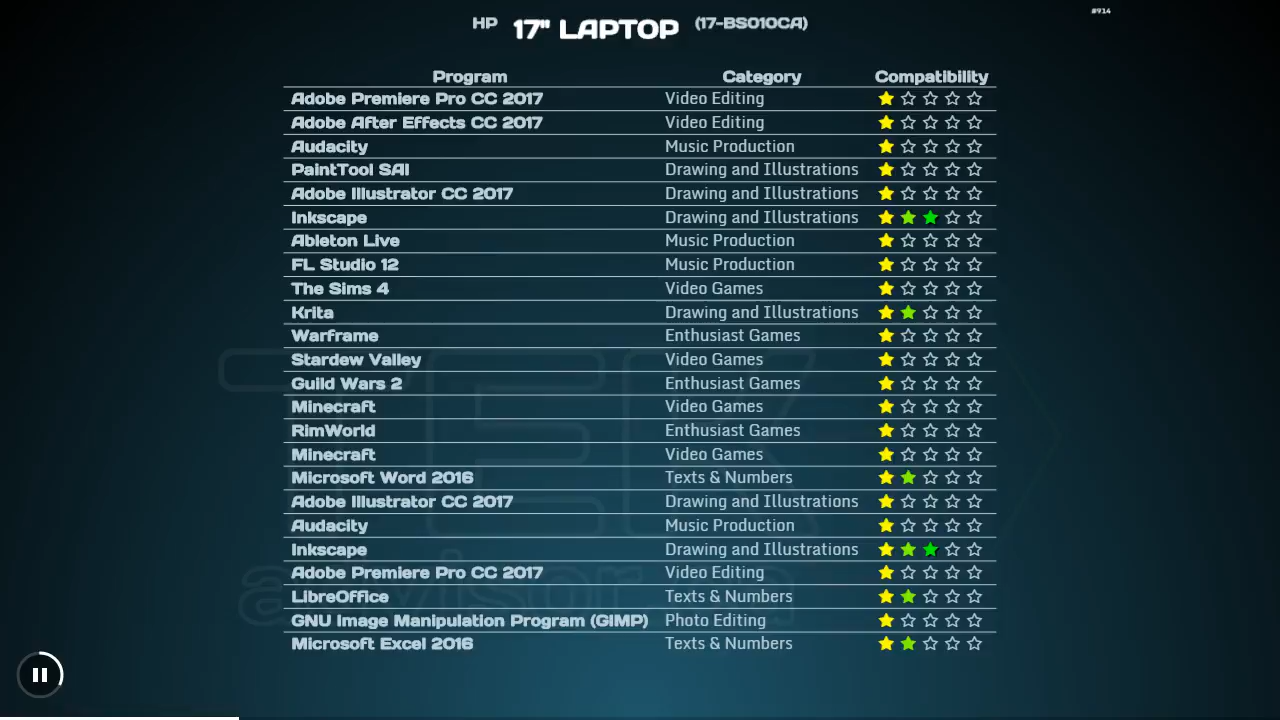 #914
HP 17" LAPTOP (17-BS010CA)
Program Category Compatibility
Adobe Premiere Pro CC 2017 Video Editing
Adobe After Effects CC 2017 Video Editing
Audacity Music Production
PaintTool SAI Drawing and Illustrations
Adobe Illustrator CC 2017 Drawing and Illustrations
Inkscape Drawing and Illustrations
Ableton Live Music Production
FL Studio 12 Music Production
The Sims 4 Video Games
Krita Drawing and Illustrations
Warframe Enthusiast Games
Stardew Valley Video Games
Guild Wars 2 Enthusiast Games
Minecraft Video Games
RimWorld Enthusiast Games
Minecraft Video Games
Microsoft Word 2016 Texts & Numbers
Adobe Illustrator CC 2017 Drawing and Illustrations
Audacity Music Production
Inkscape Drawing and Illustrations
Adobe Premiere Pro CC 2017 Video Editing
LibreOffice Texts & Numbers
GNU Image Manipulation Program (GIMP) Photo Editing
Microsoft Excel 2016 Texts & Numbers